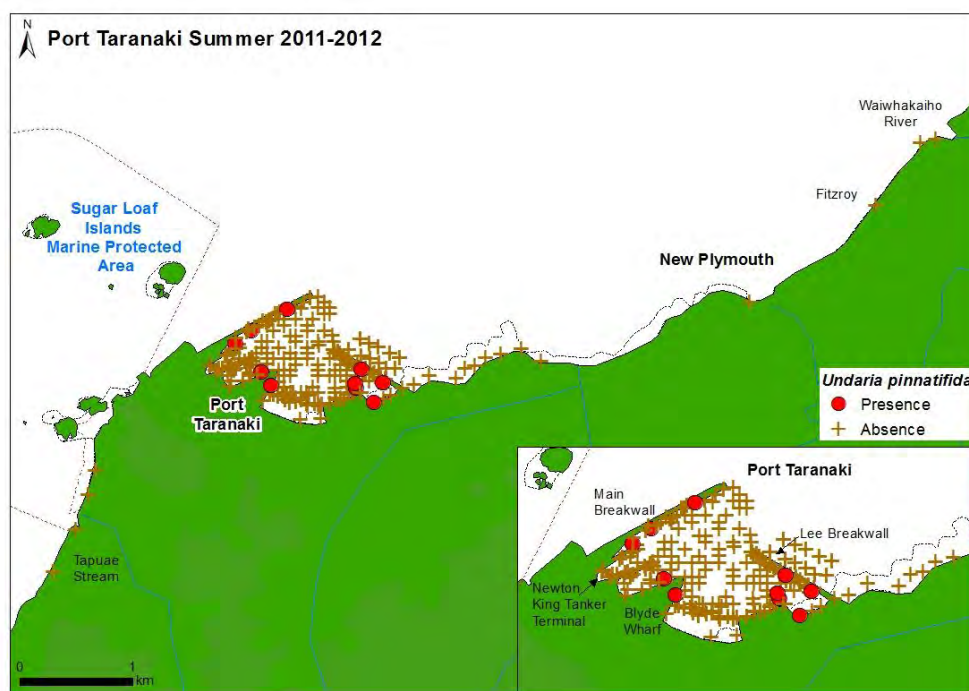 N
Port Taranaki Summer 2011-2012
Waiwhakaiho
River
Fitzroy
Sugar Loaf
Islands
Marine Protected
Area
New Plymouth
Port
Taranaki
Undaria pinnatifida
Presence
Absence
Tapuae
Stream
0
1
km
Port Taranaki
Main
Breakwall
Lee Breakwall
Newton
King Tanker
Terminal
Blyde
Wharf